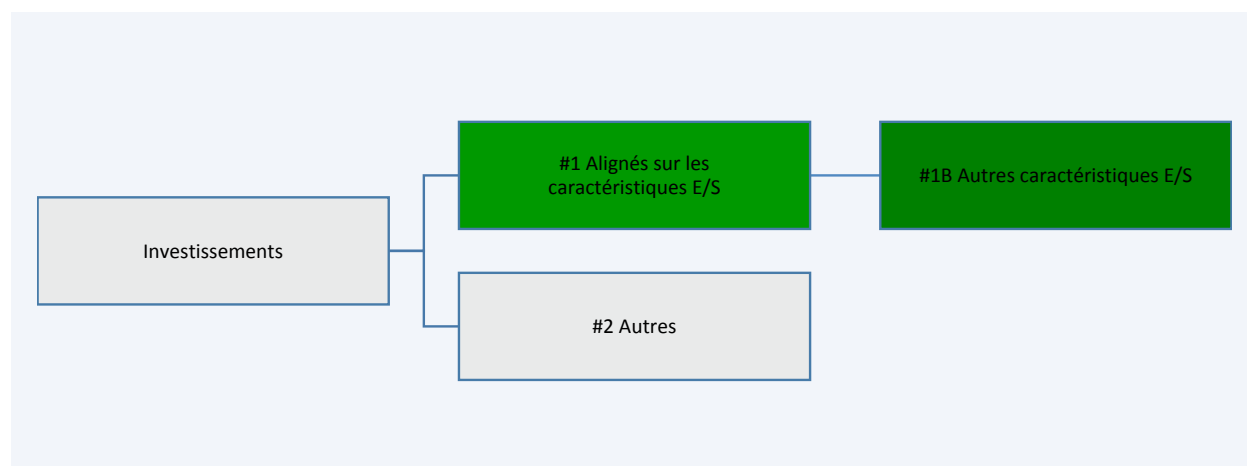 #1 Alignés sur les
caractéristiques E/S
#1B Autres caractéristiques E/S
Investissements
#2 Autres